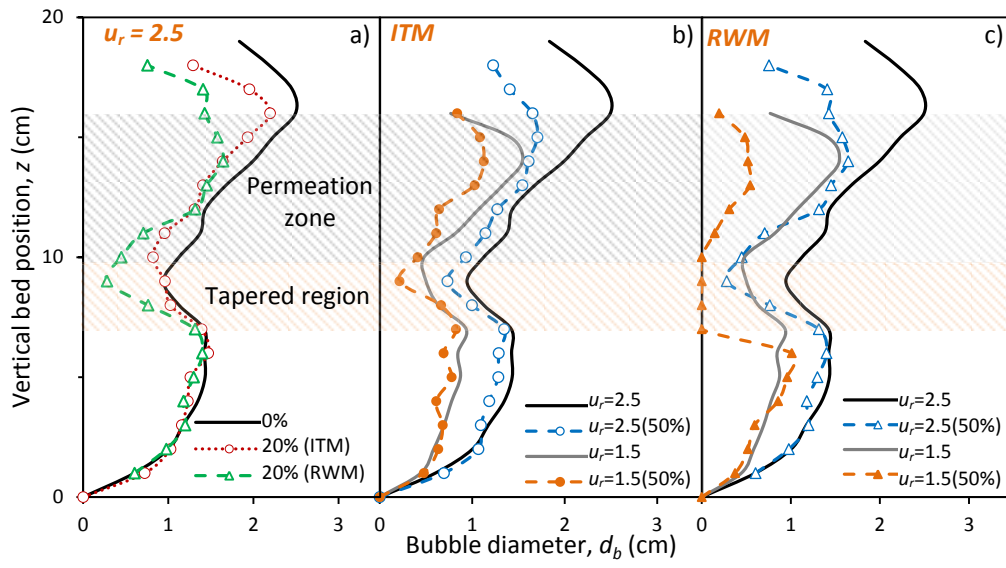 20
15
10
5
0
Vertical bed position, z (cm)
u_r = 2.5
a)
Permeation
zone
Tapered region
0%
20% (ITM)
20% (RWM)
0 1 2 3
ITM
b)
u_r=2.5
u_r=2.5(50%)
u_r=1.5
u_r=1.5(50%)
0 1 2 3
RWM
c)
u_r=2.5
u_r=2.5(50%)
u_r=1.5
u_r=1.5(50%)
0 1 2 3
Bubble diameter, d_b (cm)